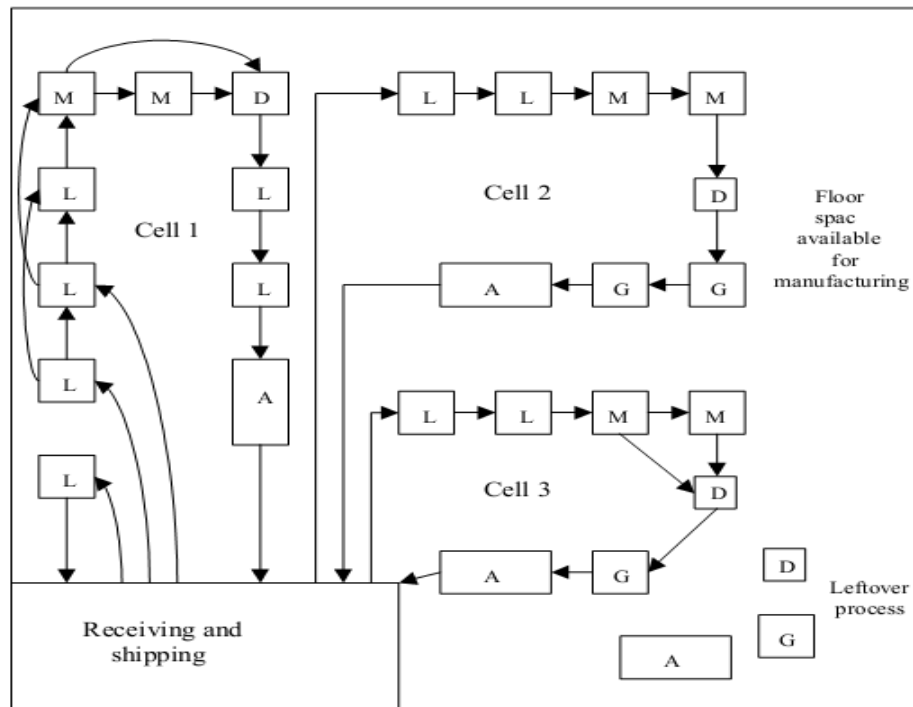 M M D L L M M
L L D
Cell 1 Cell 2 Floor
spac
available
for
manufacturing
L L A G G
L A
L L M M
L Cell 3 D
A G D
Leftover
process
Receiving and
shipping
A G